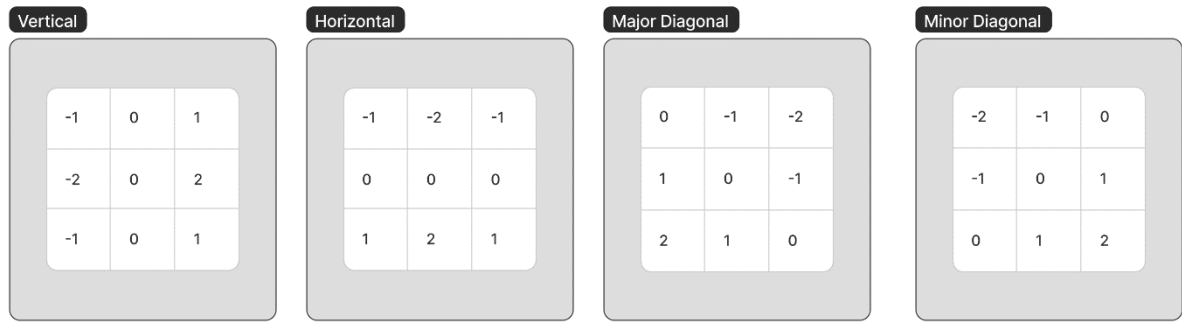 Vertical Horizontal Major Diagonal Minor Diagonal
-1 0 1 -1 -2 -1 0 -1 -2 -2 -1 0
-2 0 2 0 0 0 1 0 -1 -1 0 1
-1 0 1 1 2 1 2 1 0 0 1 2